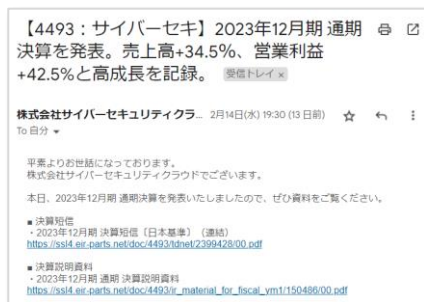 【4493：サイバーセキ】2023年12月期 通期
決算を発表。売上高+34.5%、営業利益
+42.5%と高成長を記録。 受信トレイ ×
株式会社サイバーセキュリティクラ... 2月14日(水) 19:30 (13 日前)
To 自分
平素よりお世話になっております。
株式会社サイバーセキュリティクラウドでございます。
本日、2023年12月期 通期決算を発表いたしましたので、ぜひ資料をご覧ください。
■ 決算短信
・2023年12月期 決算短信〔日本基準〕（連結）
https://ssl4.eir-parts.net/doc/4493/tdnet/2399428/00.pdf
■ 決算説明資料
・2023年12月期 通期 決算説明資料
https://ssl4.eir-parts.net/doc/4493/ir_material_for_fiscal_ym1/150486/00.pdf